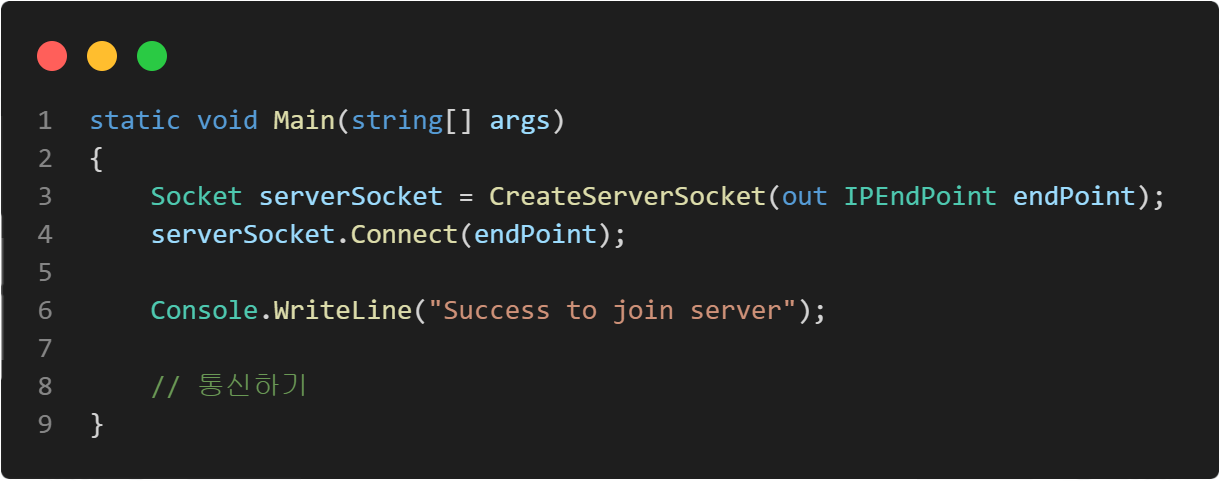 1 static void Main(string[] args)
2 {
3     Socket serverSocket = CreateServerSocket(out IPEndPoint endPoint);
4     serverSocket.Connect(endPoint);
5
6     Console.WriteLine("Success to join server");
7
8     // 통신하기
9 }